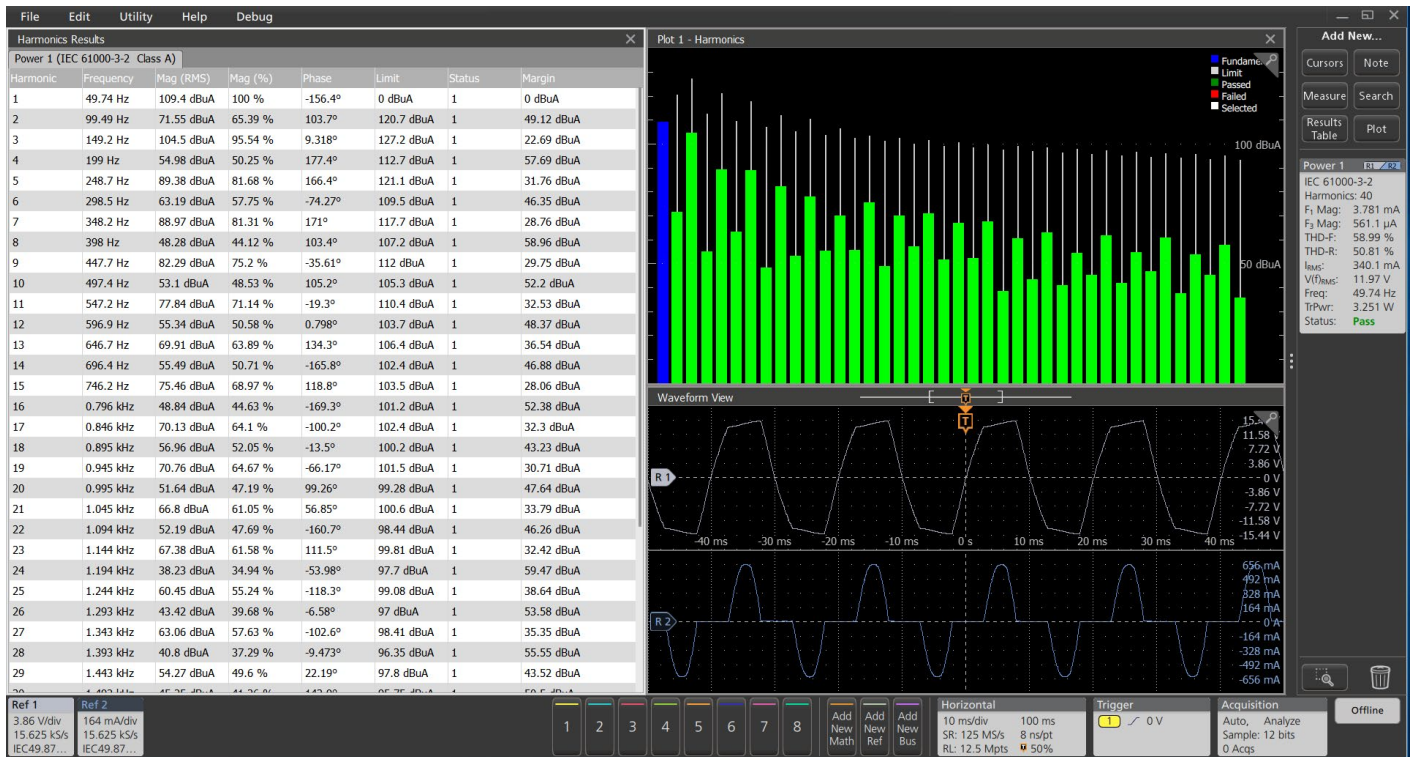 File Edit Utility Help Debug
Harmonics Results
Power 1 (IEC 61000-3-2 Class A)
Harmonic Frequency Mag (RMS) Mag (%) Phase Limit Status Margin
1 49.74 Hz 109.4 dBuA 100 % -156.4° 0 dBuA 1 0 dBuA
2 99.49 Hz 71.55 dBuA 65.39 % 103.7° 120.7 dBuA 1 49.12 dBuA
3 149.2 Hz 104.5 dBuA 95.54 % 9.318° 127.2 dBuA 1 22.69 dBuA
4 199 Hz 54.98 dBuA 50.25 % 177.4° 112.7 dBuA 1 57.69 dBuA
5 248.7 Hz 89.38 dBuA 81.68 % 166.4° 121.1 dBuA 1 31.76 dBuA
6 298.5 Hz 63.19 dBuA 57.75 % -74.27° 109.5 dBuA 1 46.35 dBuA
7 348.2 Hz 88.97 dBuA 81.31 % 171° 117.7 dBuA 1 28.76 dBuA
8 398 Hz 48.28 dBuA 44.12 % 103.4° 107.2 dBuA 1 58.96 dBuA
9 447.7 Hz 82.29 dBuA 75.2 % -35.61° 112 dBuA 1 29.75 dBuA
10 497.4 Hz 53.1 dBuA 48.53 % 105.2° 105.3 dBuA 1 52.2 dBuA
11 547.2 Hz 77.84 dBuA 71.14 % -19.3° 110.4 dBuA 1 32.53 dBuA
12 596.9 Hz 55.34 dBuA 50.58 % 0.798° 103.7 dBuA 1 48.37 dBuA
13 646.7 Hz 69.91 dBuA 63.89 % 134.3° 106.4 dBuA 1 36.54 dBuA
14 696.4 Hz 55.49 dBuA 50.71 % -165.8° 102.4 dBuA 1 46.88 dBuA
15 746.2 Hz 75.46 dBuA 68.97 % 118.8° 103.5 dBuA 1 28.06 dBuA
16 0.796 kHz 48.84 dBuA 44.63 % -169.3° 101.2 dBuA 1 52.38 dBuA
17 0.846 kHz 70.13 dBuA 64.1 % -100.2° 102.4 dBuA 1 32.3 dBuA
18 0.895 kHz 56.96 dBuA 52.05 % -13.5° 100.2 dBuA 1 43.23 dBuA
19 0.945 kHz 70.76 dBuA 64.67 % -66.17° 101.5 dBuA 1 30.71 dBuA
20 0.995 kHz 51.64 dBuA 47.19 % 99.26° 99.28 dBuA 1 47.64 dBuA
21 1.045 kHz 66.8 dBuA 61.05 % 56.85° 100.6 dBuA 1 33.79 dBuA
22 1.094 kHz 52.19 dBuA 47.69 % -160.7° 98.44 dBuA 1 46.26 dBuA
23 1.144 kHz 67.38 dBuA 61.58 % 111.5° 99.81 dBuA 1 32.42 dBuA
24 1.194 kHz 38.23 dBuA 34.94 % -53.98° 97.7 dBuA 1 59.47 dBuA
25 1.244 kHz 60.45 dBuA 55.24 % -118.3° 99.08 dBuA 1 38.64 dBuA
26 1.293 kHz 43.42 dBuA 39.68 % -6.58° 97 dBuA 1 53.58 dBuA
27 1.343 kHz 63.06 dBuA 57.63 % -102.6° 98.41 dBuA 1 35.35 dBuA
28 1.393 kHz 40.8 dBuA 37.29 % -9.473° 96.35 dBuA 1 55.55 dBuA
29 1.443 kHz 54.27 dBuA 49.6 % 22.19° 97.8 dBuA 1 43.52 dBuA
Plot 1 - Harmonics
Fundame
Limit
Passed
Failed
Selected
100 dBuA
50 dBuA
Waveform View
T
T
R 1
11.58 V
7.72 V
3.86 V
0 V
-3.86 V
-7.72 V
-11.58 V
-15.44 V
-40 ms -30 ms -20 ms -10 ms 0 s 10 ms 20 ms 30 ms 40 ms
R 2
656 mA
492 mA
328 mA
164 mA
0 A
-164 mA
-328 mA
-492 mA
-656 mA
Add New...
Cursors Note
Measure Search
Results Table Plot
Power 1 R1 R2
IEC 61000-3-2
Harmonics: 40
F1 Mag: 3.781 mA
F3 Mag: 561.1 µA
THD-F: 58.99 %
THD-R: 50.81 %
IRMS: 340.1 mA
V(f)RMS: 11.97 V
Freq: 49.74 Hz
TrPwr: 3.251 W
Status: Pass
Ref 1
3.86 V/div
15.625 kS/s
IEC49.87...
Ref 2
164 mA/div
15.625 kS/s
IEC49.87...
1 2 3 4 5 6 7 8
Add New Math
Add New Ref
Add New Bus
Horizontal
10 ms/div 100 ms
SR: 125 MS/s 8 ns/pt
RL: 12.5 Mpts 50%
Trigger
1 0 V
Acquisition
Auto, Analyze
Sample: 12 bits
0 Acqs
Offline